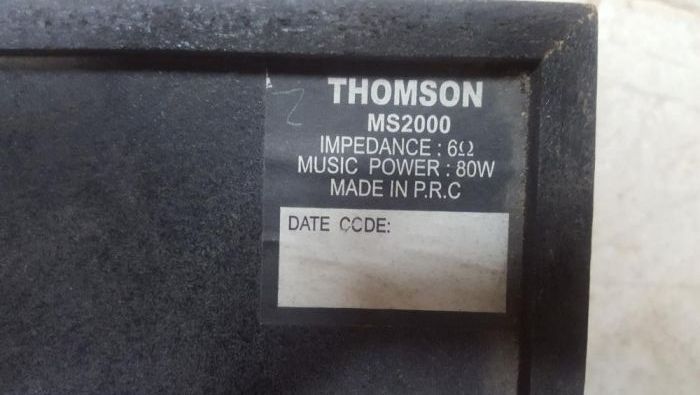 THOMSON
MS2000
IMPEDANCE : 6Ω
MUSIC POWER : 80W
MADE IN P.R.C
DATE CODE: